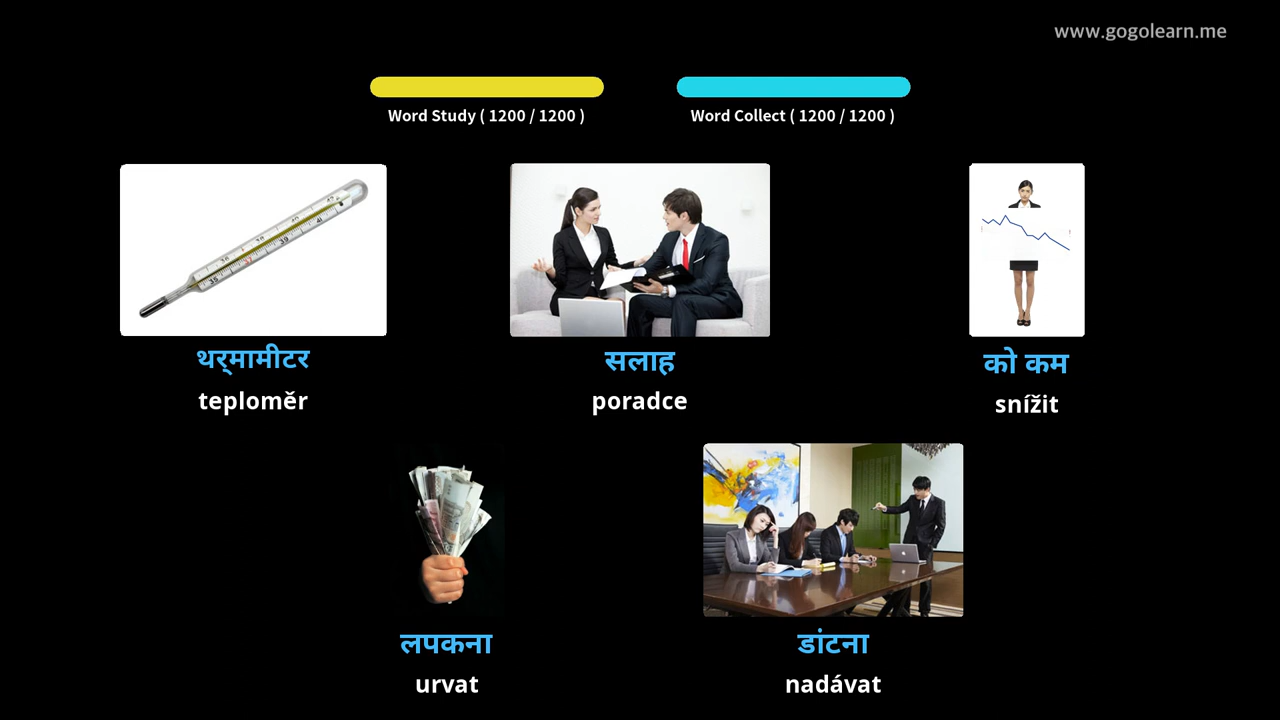 www.gogolearn.me
Word Study ( 1200 / 1200 )
Word Collect ( 1200 / 1200 )
थर्‌मामीटर
teploměr
सलाह
poradce
को कम
snížit
लपकना
urvat
डांटना
nadávat